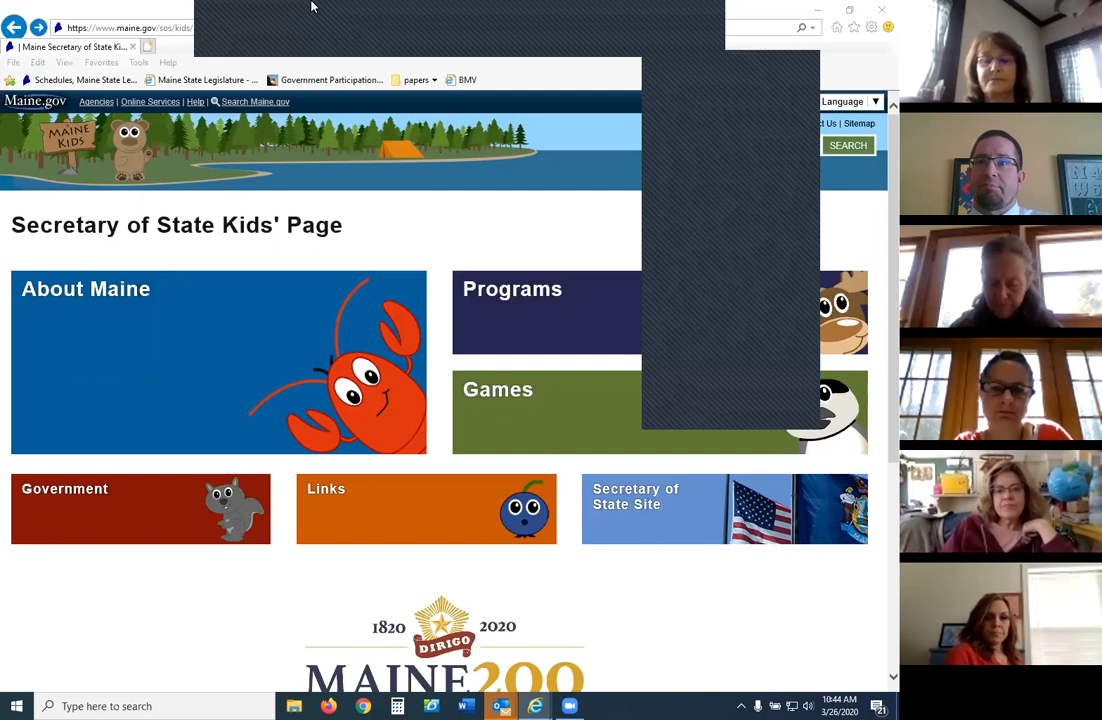 https://www.maine.gov/sos/kids/
| Maine Secretary of State Ki...
File Edit View Favorites Tools Help
Schedules, Maine State Le... Maine State Legislature - ... Government Participation... papers BMV
Maine.gov Agencies | Online Services | Help | Search Maine.gov Language
Us | Sitemap
MAINE KIDS
SEARCH
Secretary of State Kids' Page
About Maine
Programs
Games
Government
Links
Secretary of
State Site
1820 2020
DIRIGO
MAINE 200
Type here to search
10:44 AM
3/26/2020
21